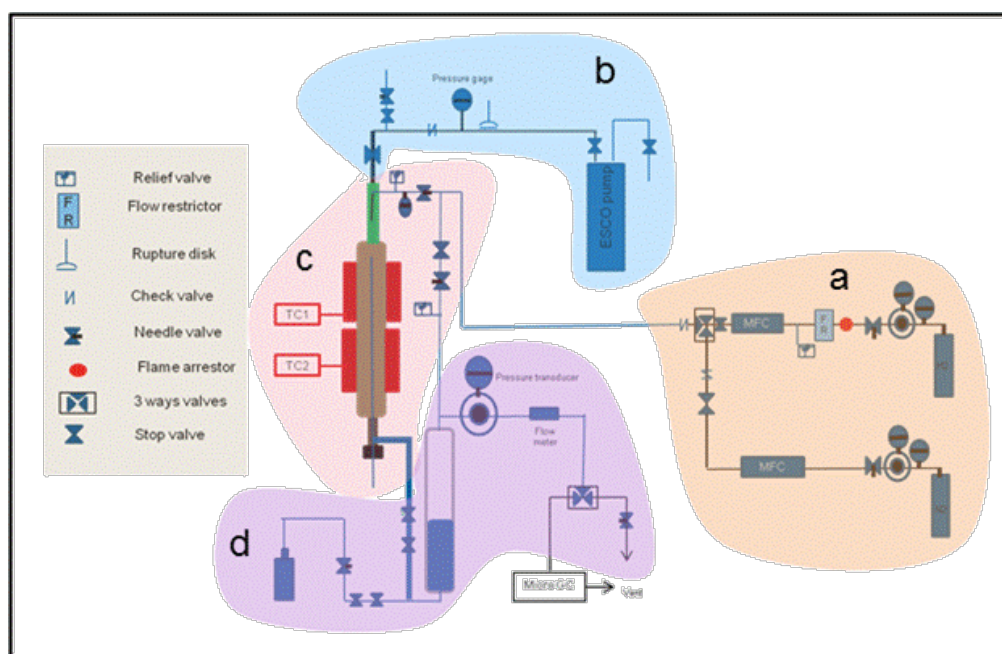 b
Pressure gage
ESCO pump
Relief valve
F
R
Flow restrictor
Rupture disk
Check valve
Needle valve
Flame arrestor
3 ways valves
Stop valve
c
TC1
TC2
a
MFC
F
R
MFC
Pressure transducer
Flow
meter
d
MicroGC
Vent